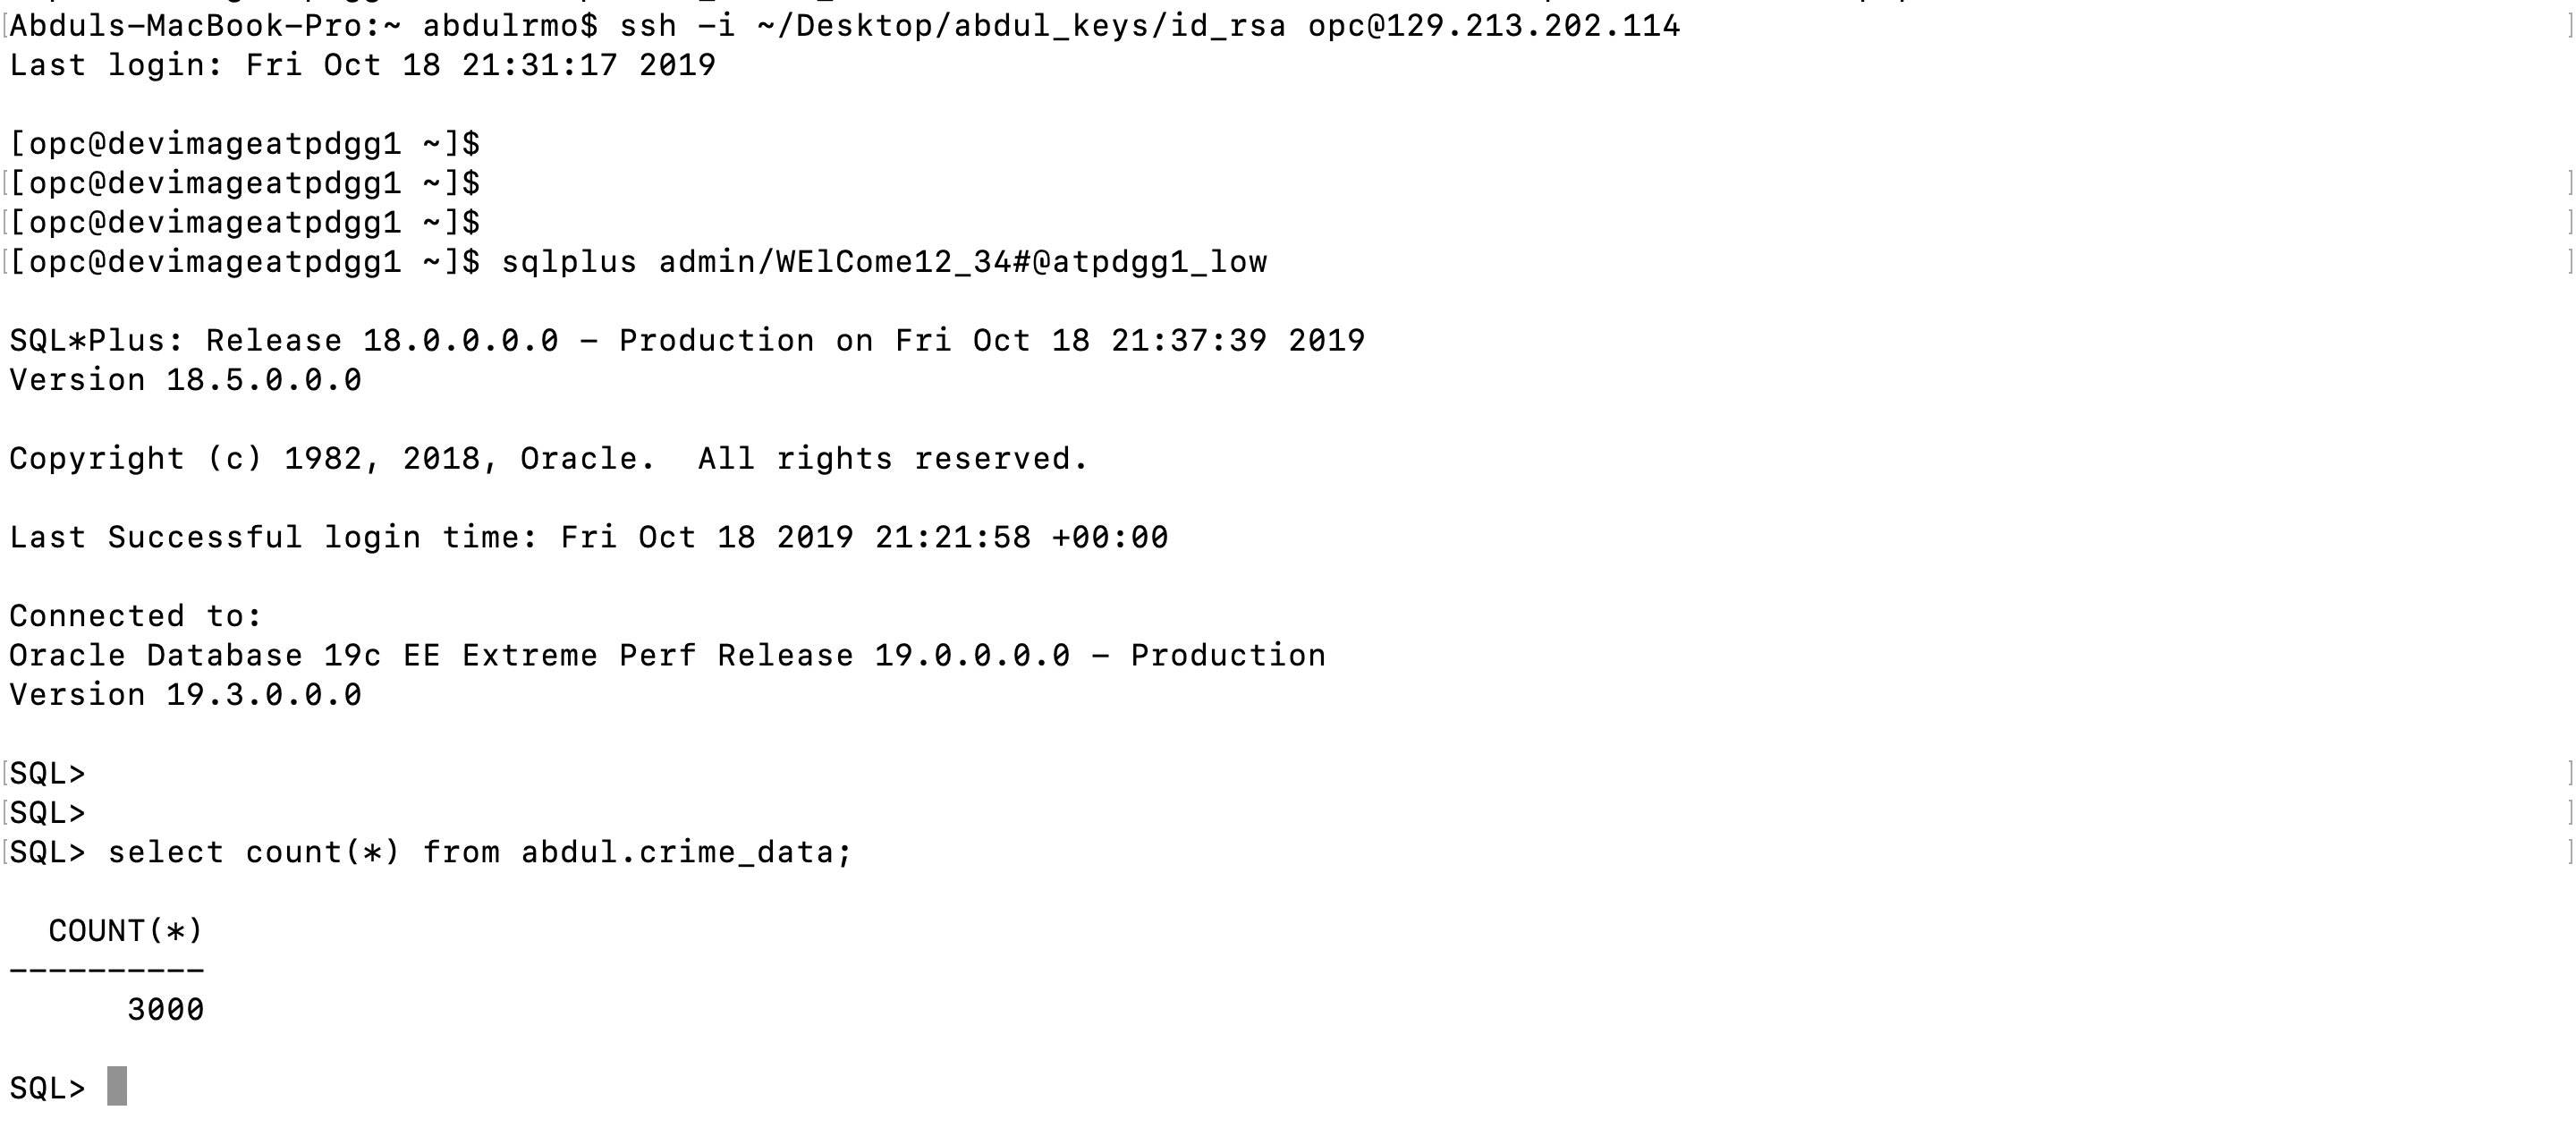 [Abduls-MacBook-Pro:~ abdulrmo$ ssh -i ~/Desktop/abdul_keys/id_rsa opc@129.213.202.114 ]
Last login: Fri Oct 18 21:31:17 2019
[opc@devimageatpdgg1 ~]$
[[opc@devimageatpdgg1 ~]$ ]
[[opc@devimageatpdgg1 ~]$ ]
[[opc@devimageatpdgg1 ~]$ sqlplus admin/WElCome12_34#@atpdgg1_low ]
SQL*Plus: Release 18.0.0.0.0 - Production on Fri Oct 18 21:37:39 2019
Version 18.5.0.0.0
Copyright (c) 1982, 2018, Oracle.  All rights reserved.
Last Successful login time: Fri Oct 18 2019 21:21:58 +00:00
Connected to:
Oracle Database 19c EE Extreme Perf Release 19.0.0.0.0 - Production
Version 19.3.0.0.0
[SQL> ]
[SQL> ]
[SQL> select count(*) from abdul.crime_data; ]
COUNT(*)
----------
3000
SQL>